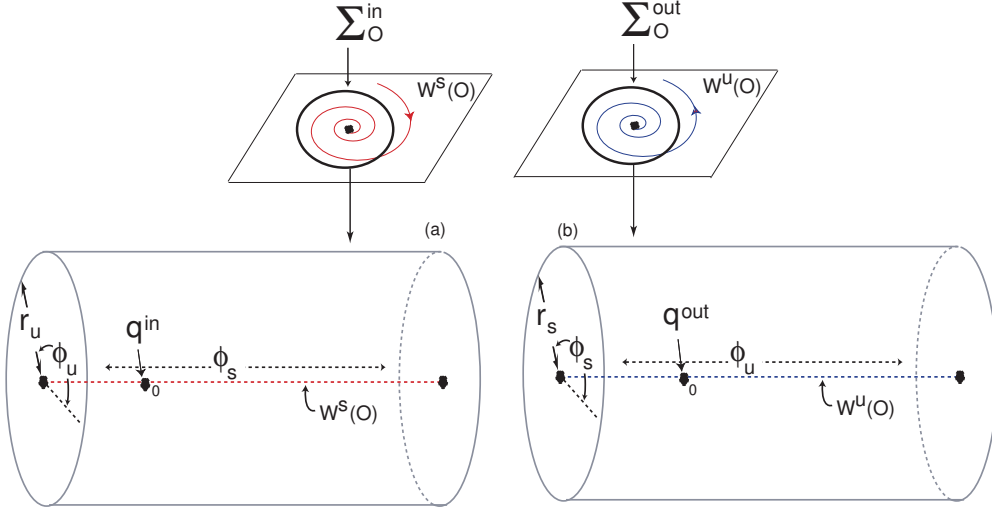 Σ_O^in
Σ_O^out
W^s(O)
W^u(O)
(a)
(b)
r_u
ϕ_u
q^in
0
ϕ_s
W^s(O)
r_s
ϕ_s
q^out
0
ϕ_u
W^u(O)